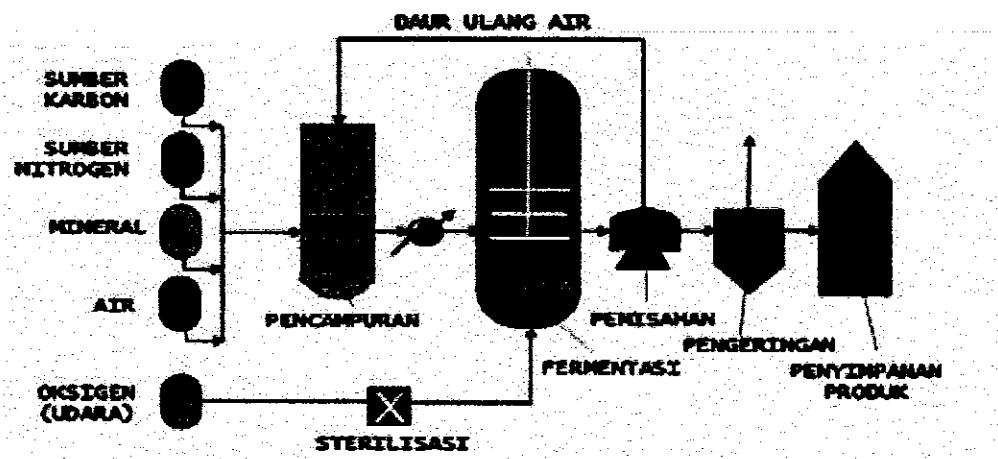 DAUR ULANG AIR
SUMBER
KARBON
SUMBER
NITROGEN
MINERAL
AIR
OKSIGEN
(UDARA)
STERILISASI
PENCAMPURAN
FERMENTASI
PEMISAHAN
PENGERINGAN
PENYIMPANAN
PRODUK